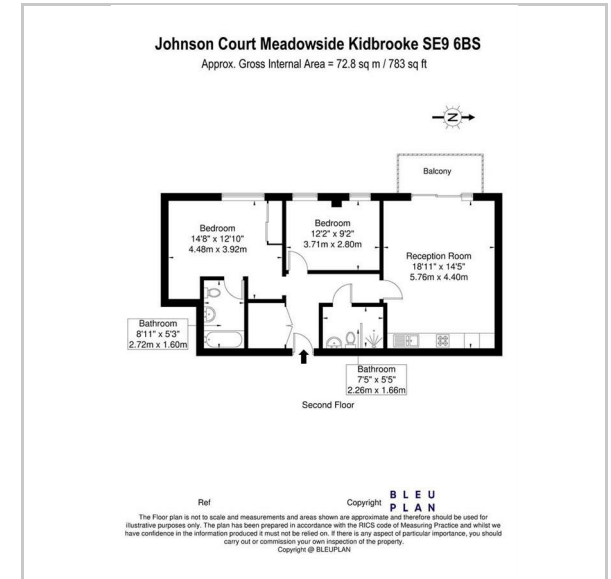 Johnson Court Meadowside Kidbrooke SE9 6BS
Approx. Gross Internal Area = 72.8 sq m / 783 sq ft
N
Balcony
Bedroom
14'8" x 12'10"
4.48m x 3.92m
Bedroom
12'2" x 9'2"
3.71m x 2.80m
Reception Room
18'11" x 14'5"
5.76m x 4.40m
Bathroom
8'11" x 5'3"
2.72m x 1.60m
Bathroom
7'5" x 5'5"
2.26m x 1.66m
Second Floor
Ref
Copyright
BLEU
PLAN
The Floor plan is not to scale and measurements and areas shown are approximate and therefore should be used for
illustrative purposes only. The plan has been prepared in accordance with the RICS code of Measuring Practice and whilst we
have confidence in the information produced it must not be relied on. If there is any aspect of particular importance, you should
carry out or commission your own inspection of the property.
Copyright @ BLEUPLAN